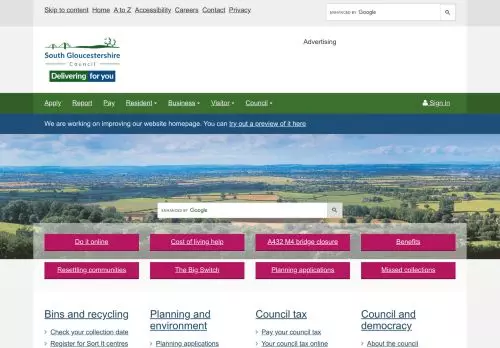 Skip to content Home A to Z Accessibility Careers Contact Privacy
ENHANCED BY Google
Advertising
South Gloucestershire
Council
Delivering for you
Apply Report Pay Resident Business Visitor Council Sign In
We are working on improving our website homepage. You can try out a preview of it here
ENHANCED BY Google
Do it online Cost of living help A432 M4 bridge closure Benefits
Resettling communities The Big Switch Planning applications Missed collections
Bins and recycling Planning and environment Council tax Council and democracy
Check your collection date Planning applications Pay your council tax About the council
Register for Sort It centres Your council tax online